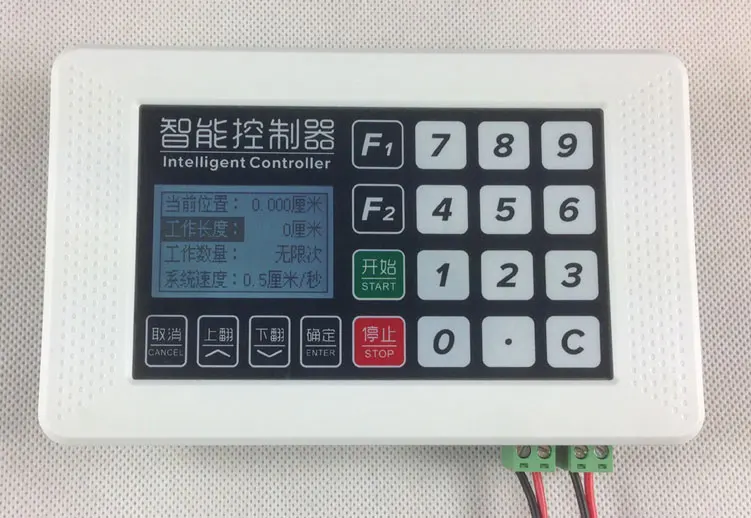 智能控制器
Intelligent Controller
当前位置： 0.000厘米
工作长度： 0厘米
工作数量： 无限次
系统速度：0.5厘米/秒
F1 7 8 9
F2 4 5 6
开始
START
1 2 3
取消
CANCEL
上翻
下翻
确定
ENTER
停止
STOP
0 . C